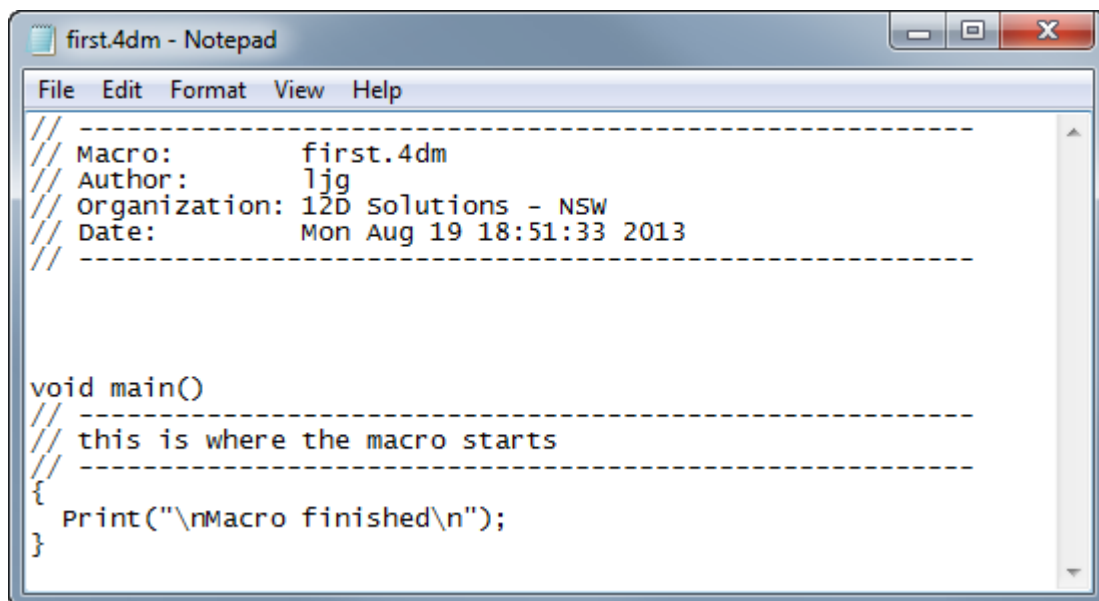 first.4dm - Notepad
File Edit Format View Help
// --------------------------------------------------------
// Macro:        first.4dm
// Author:       ljg
// Organization: 12D Solutions - NSW
// Date:         Mon Aug 19 18:51:33 2013
// --------------------------------------------------------
void main()
// --------------------------------------------------------
// this is where the macro starts
// --------------------------------------------------------
{
  Print("\nMacro finished\n");
}